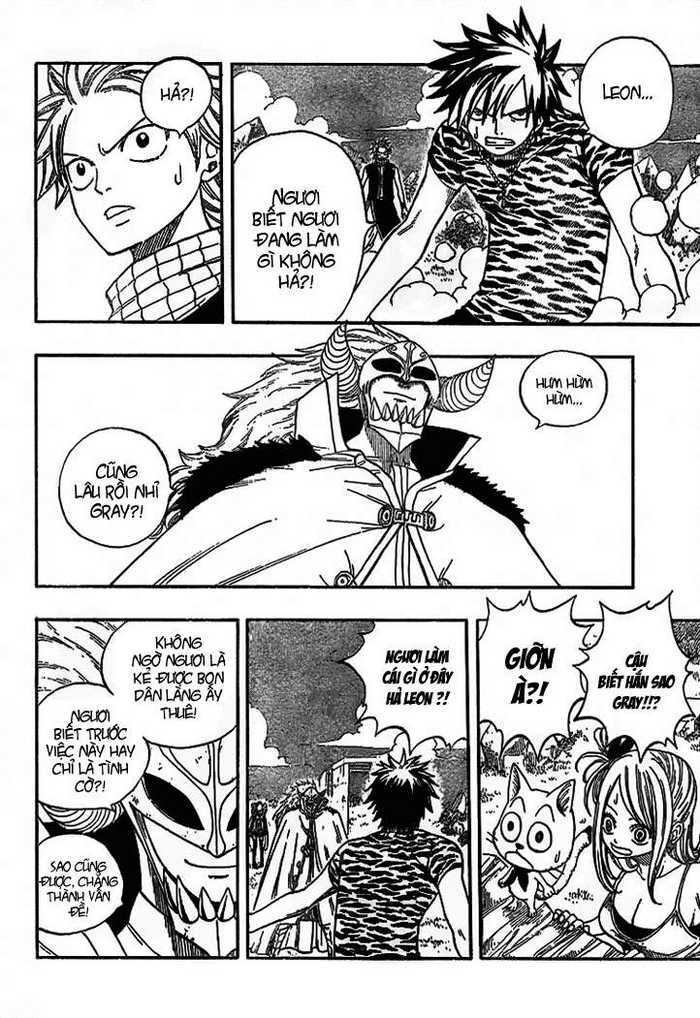 LEON...
NGƯƠI
BIẾT NGƯƠI
ĐANG LÀM
GÌ KHÔNG
HẢ?!
HẢ?!
HƯM HỪM
HỪM...
CŨNG
LÂU RỒI NHỈ
GRAY?!
CẬU
BIẾT HẮN SAO
GRAY!!?
GIỠN
À?!
NGƯƠI LÀM
CÁI GÌ Ở ĐÂY
HẢ LEON ?!
KHÔNG
NGỜ NGƯƠI LÀ
KẺ ĐƯỢC BỌN
DÂN LÀNG ẤY
THUÊ!
NGƯƠI
BIẾT TRƯỚC
VIỆC NÀY HAY
CHỈ LÀ TÌNH
CỜ?!
SAO CŨNG
ĐƯỢC, CHẲNG
THÀNH VẤN
ĐỀ!